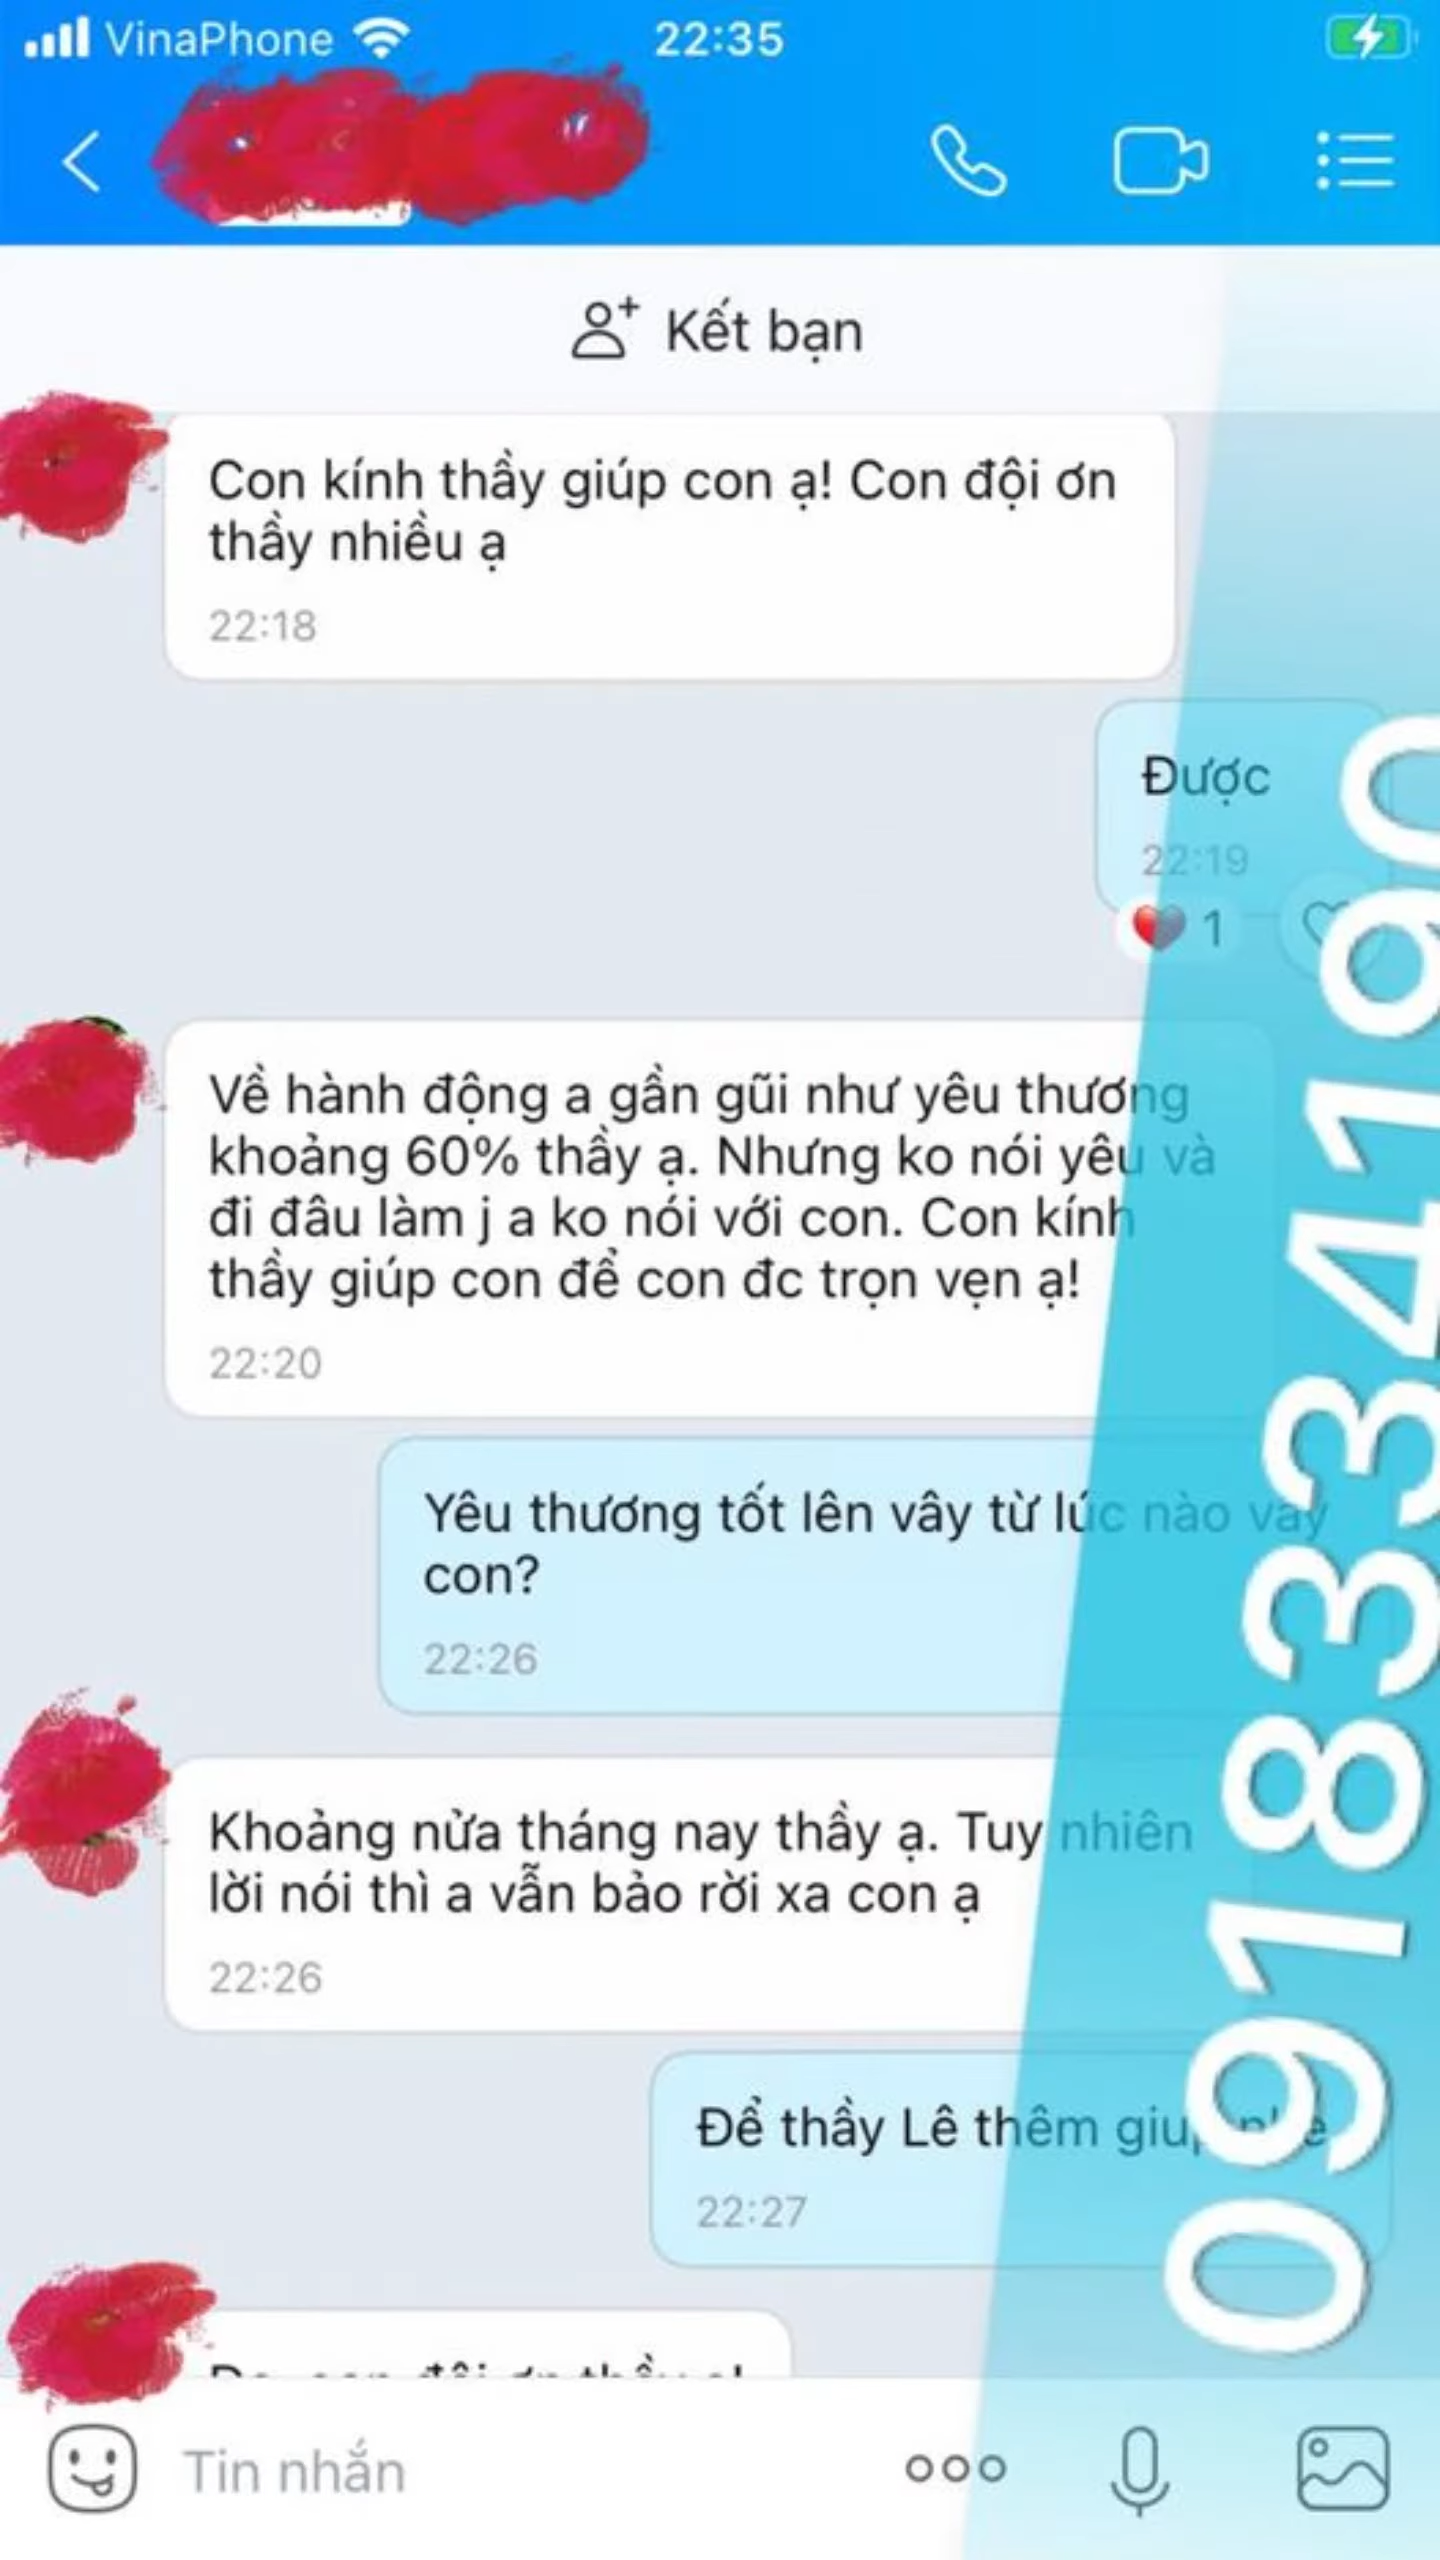 VinaPhone
22:35
Kết bạn
Con kính thầy giúp con ạ! Con đội ơn
thầy nhiều ạ
22:18
Được
22:19
1
Về hành động a gần gũi như yêu thương
khoảng 60% thầy ạ. Nhưng ko nói yêu và
đi đâu làm j a ko nói với con. Con kính
thầy giúp con để con đc trọn vẹn ạ!
22:20
Yêu thương tốt lên vây từ lúc nào vay
con?
22:26
Khoảng nửa tháng nay thầy ạ. Tuy nhiên
lời nói thì a vẫn bảo rời xa con ạ
22:26
Để thầy Lê thêm
22:27
Tin nhắn
0918334190